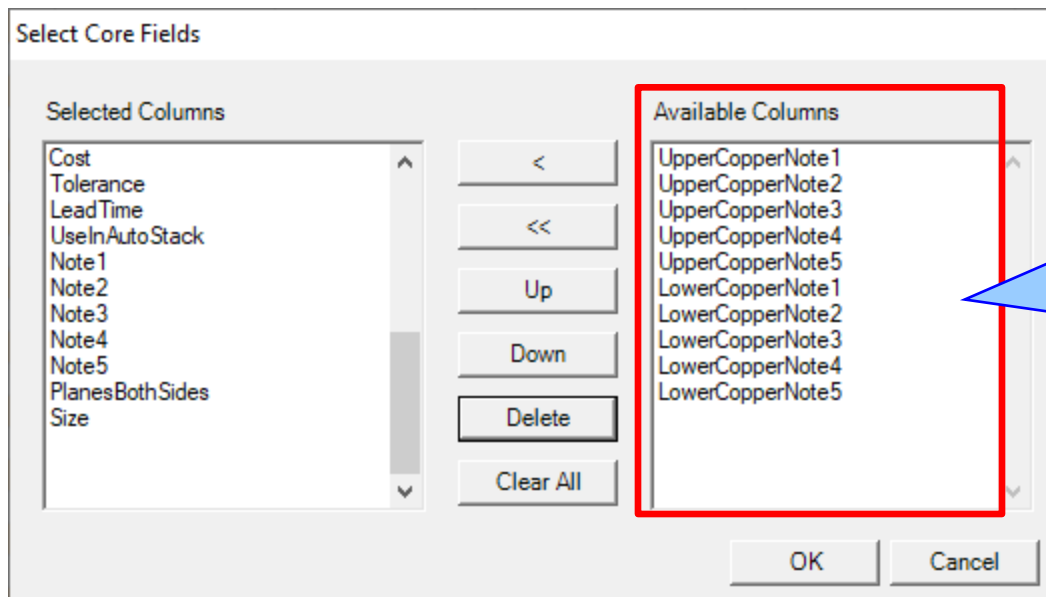 Select Core Fields
Selected Columns
Cost
Tolerance
LeadTime
UseInAutoStack
Note1
Note2
Note3
Note4
Note5
PlanesBothSides
Size
<
<<
Up
Down
Delete
Clear All
Available Columns
UpperCopperNote1
UpperCopperNote2
UpperCopperNote3
UpperCopperNote4
UpperCopperNote5
LowerCopperNote1
LowerCopperNote2
LowerCopperNote3
LowerCopperNote4
LowerCopperNote5
OK
Cancel